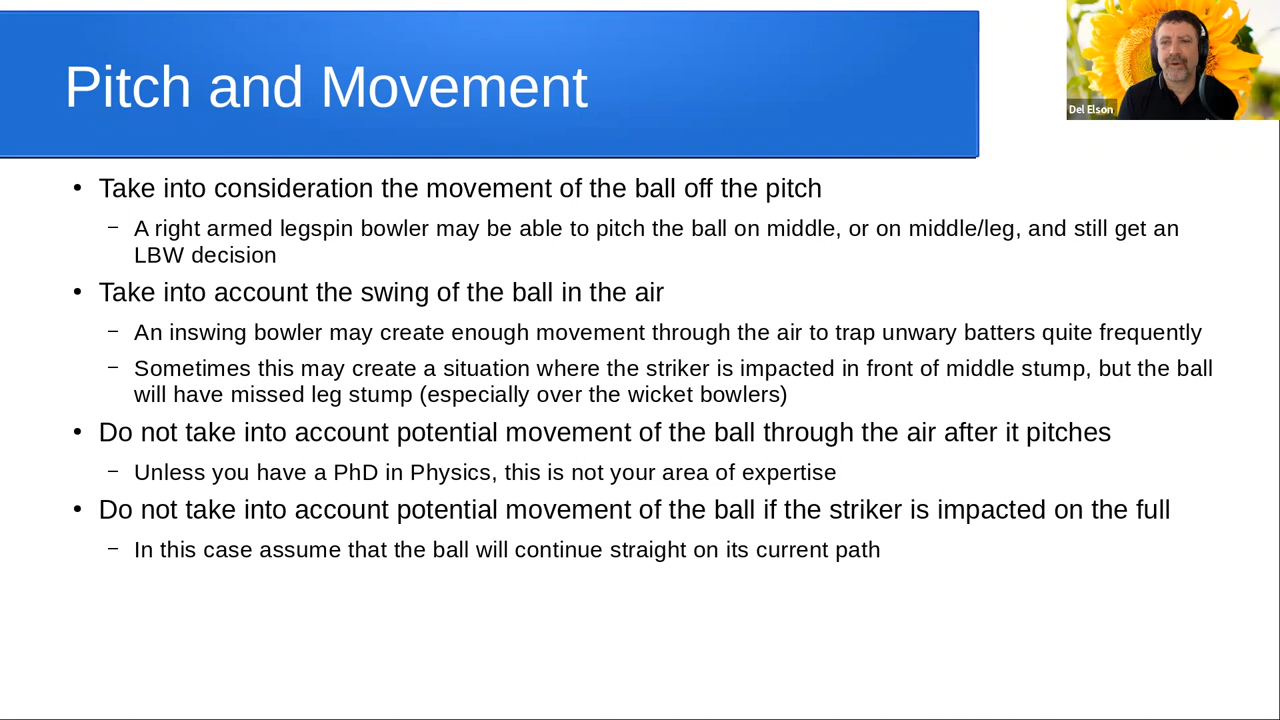 Pitch and Movement
Del Elson
• Take into consideration the movement of the ball off the pitch
– A right armed legspin bowler may be able to pitch the ball on middle, or on middle/leg, and still get an
LBW decision
• Take into account the swing of the ball in the air
– An inswing bowler may create enough movement through the air to trap unwary batters quite frequently
– Sometimes this may create a situation where the striker is impacted in front of middle stump, but the ball
will have missed leg stump (especially over the wicket bowlers)
• Do not take into account potential movement of the ball through the air after it pitches
– Unless you have a PhD in Physics, this is not your area of expertise
• Do not take into account potential movement of the ball if the striker is impacted on the full
– In this case assume that the ball will continue straight on its current path